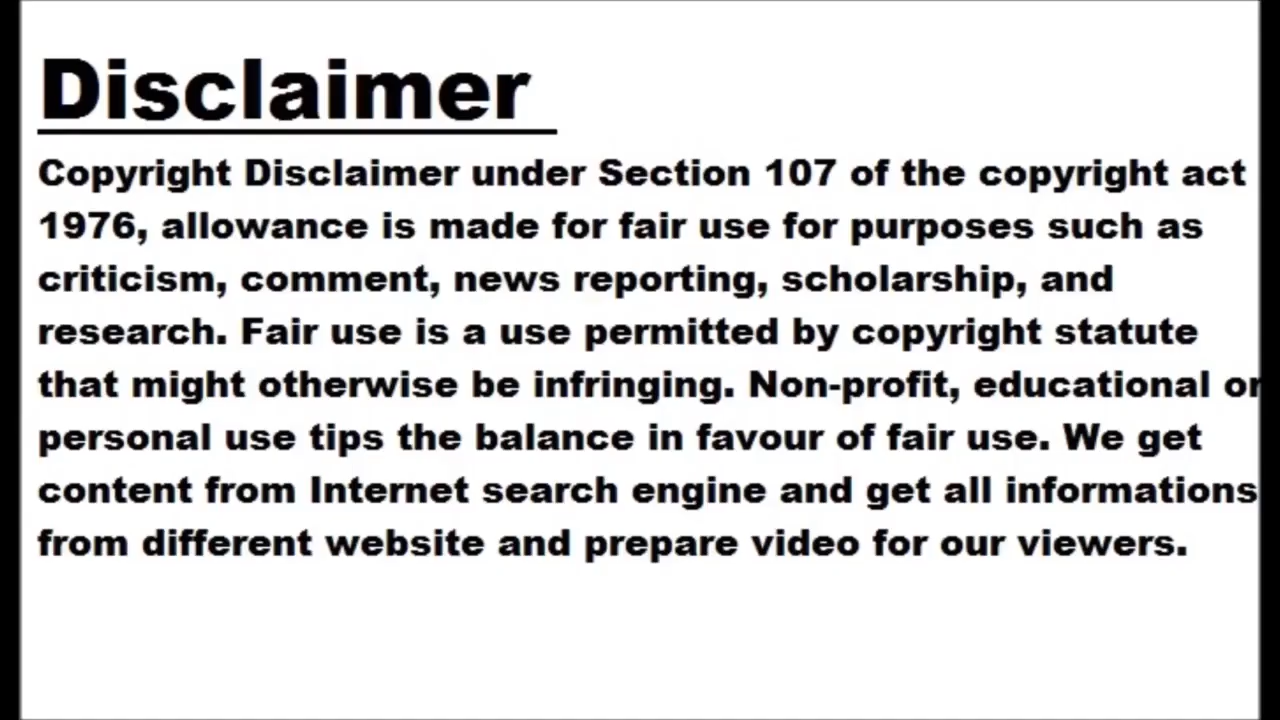 Disclaimer
Copyright Disclaimer under Section 107 of the copyright act
1976, allowance is made for fair use for purposes such as
criticism, comment, news reporting, scholarship, and
research. Fair use is a use permitted by copyright statute
that might otherwise be infringing. Non-profit, educational or
personal use tips the balance in favour of fair use. We get
content from Internet search engine and get all informations
from different website and prepare video for our viewers.